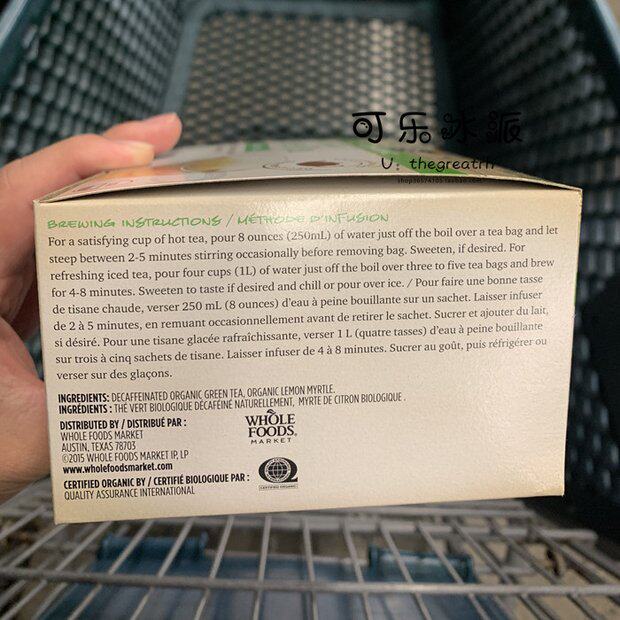 可乐冰派
U: thegreatrh
BREWING INSTRUCTIONS / MÉTHODE D'INFUSION
For a satisfying cup of hot tea, pour 8 ounces (250mL) of water just off the boil over a tea bag and let
steep between 2-5 minutes stirring occasionally before removing bag. Sweeten, if desired. For
refreshing iced tea, pour four cups (1L) of water just off the boil over three to five tea bags and brew
for 4-8 minutes. Sweeten to taste if desired and chill or pour over ice. / Pour faire une bonne tasse
de tisane chaude, verser 250 mL (8 ounces) d'eau à peine bouillante sur un sachet. Laisser infuser
de 2 à 5 minutes, en remuant occasionnellement avant de retirer le sachet. Sucrer et ajouter du lait,
si désiré. Pour une tisane glacée rafraîchissante, verser 1 L (quatre tasses) d'eau à peine bouillante
sur trois à cinq sachets de tisane. Laisser infuser de 4 à 8 minutes. Sucrer au goût, puis réfrigérer ou
verser sur des glaçons.
INGREDIENTS: DECAFFEINATED ORGANIC GREEN TEA, ORGANIC LEMON MYRTLE.
INGRÉDIENTS : THÉ VERT BIOLOGIQUE DÉCAFÉINÉ NATURELLEMENT, MYRTE DE CITRON BIOLOGIQUE .
DISTRIBUTED BY / DISTRIBUÉ PAR :
WHOLE FOODS MARKET
AUSTIN, TEXAS 78703
©2015 WHOLE FOODS MARKET IP, LP
www.wholefoodsmarket.com
WHOLE
FOODS
MARKET
CERTIFIED ORGANIC BY / CERTIFIÉ BIOLOGIQUE PAR :
QUALITY ASSURANCE INTERNATIONAL
CERTIFIED ORGANIC